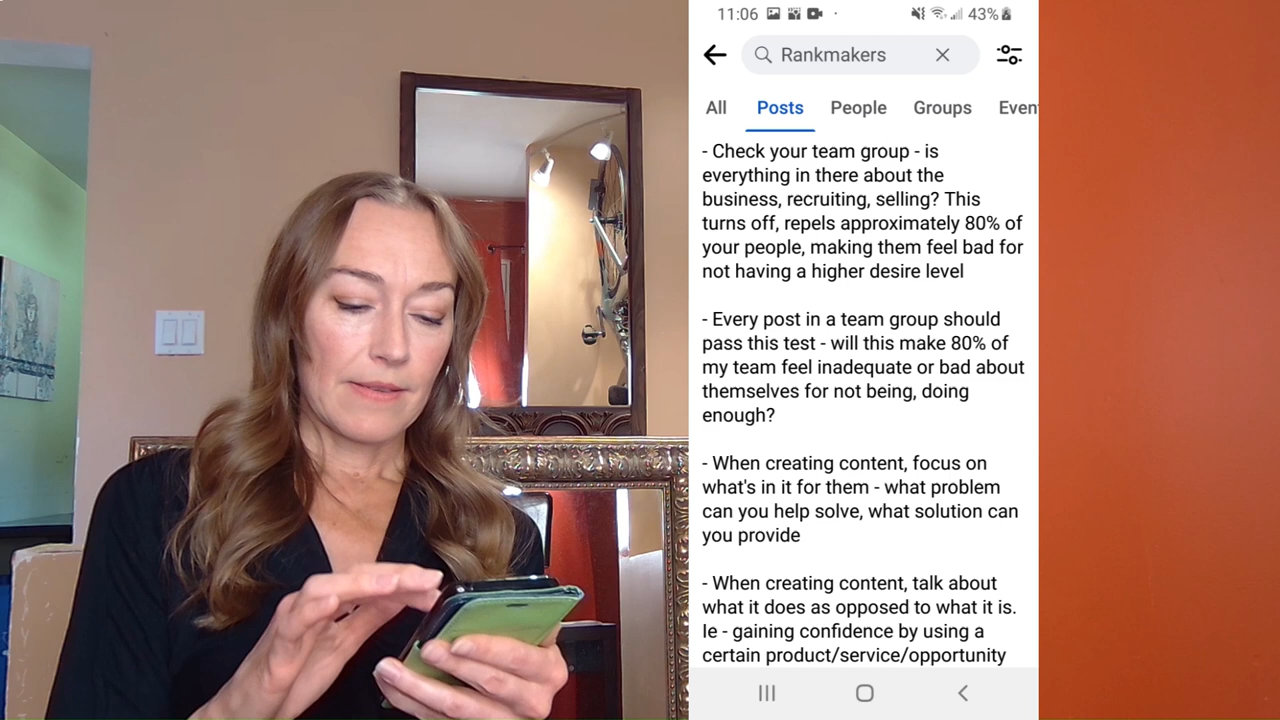 11:06
43%
Rankmakers
All Posts People Groups Even
- Check your team group - is
everything in there about the
business, recruiting, selling? This
turns off, repels approximately 80% of
your people, making them feel bad for
not having a higher desire level
- Every post in a team group should
pass this test - will this make 80% of
my team feel inadequate or bad about
themselves for not being, doing
enough?
- When creating content, focus on
what's in it for them - what problem
can you help solve, what solution can
you provide
- When creating content, talk about
what it does as opposed to what it is.
Ie - gaining confidence by using a
certain product/service/opportunity